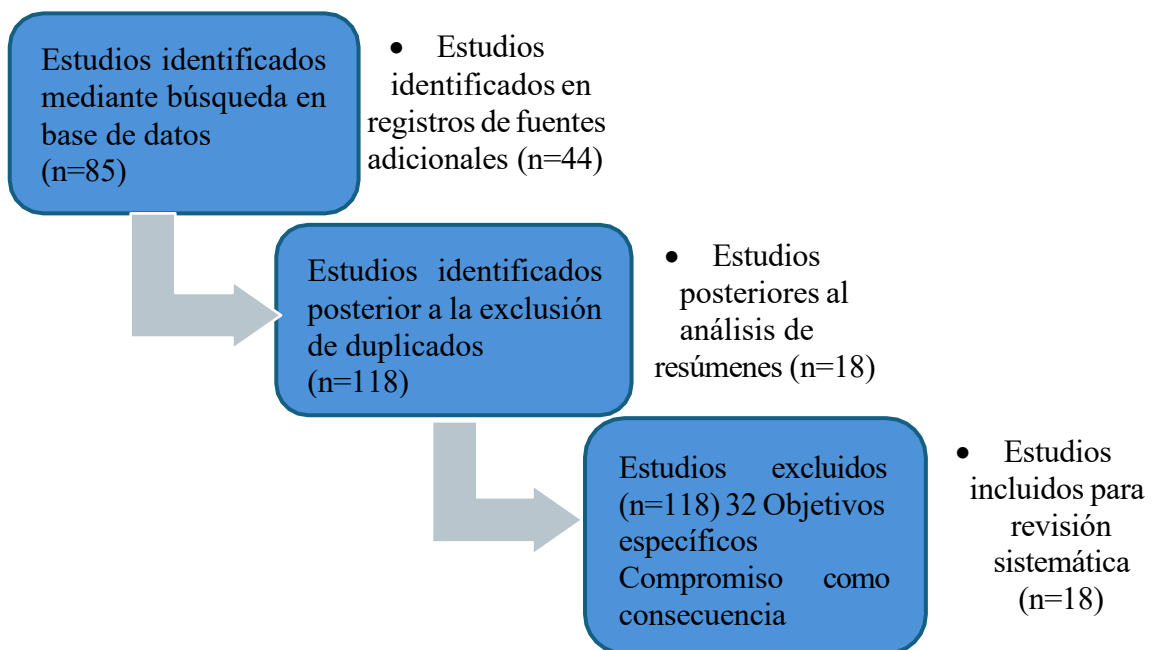 Estudios identificados
mediante búsqueda en
base de datos
(n=85)
• Estudios
identificados en
registros de fuentes
adicionales (n=44)
Estudios identificados
posterior a la exclusión
de duplicados
(n=118)
• Estudios
posteriores al
análisis de
resúmenes (n=18)
Estudios excluidos
(n=118) 32 Objetivos
específicos
Compromiso como
consecuencia
• Estudios
incluidos para
revisión
sistemática
(n=18)